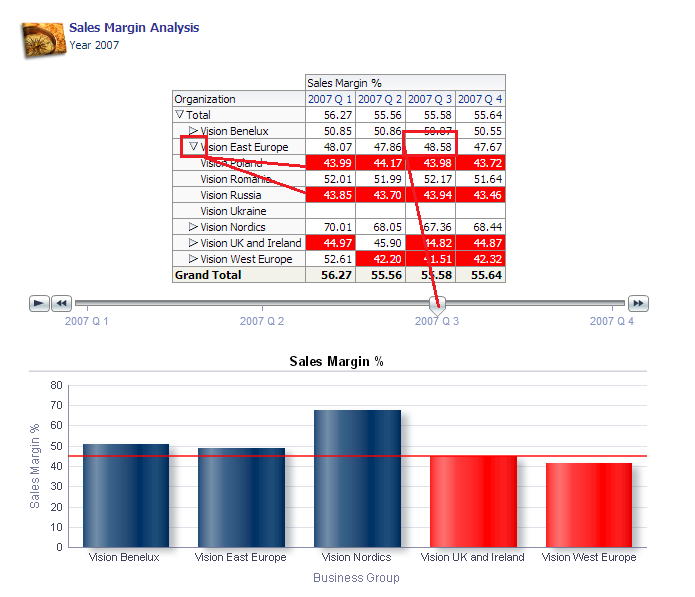 Sales Margin Analysis
Year 2007
Sales Margin %
Organization 2007 Q 1 2007 Q 2 2007 Q 3 2007 Q 4
Total 56.27 55.56 55.58 55.64
Vision Benelux 50.85 50.86 50.87 50.55
Vision East Europe 48.07 47.86 48.58 47.67
Vision Poland 43.99 44.17 43.98 43.72
Vision Romania 52.01 51.99 52.17 51.64
Vision Russia 43.85 43.70 43.94 43.46
Vision Ukraine
Vision Nordics 70.01 68.05 67.36 68.44
Vision UK and Ireland 44.97 45.90 44.82 44.87
Vision West Europe 52.61 42.20 41.51 42.32
Grand Total 56.27 55.56 55.58 55.64
2007 Q 1 2007 Q 2 2007 Q 3 2007 Q 4
Sales Margin %
80
70
60
50
40
30
20
10
0
Sales Margin %
Vision Benelux Vision East Europe Vision Nordics Vision UK and Ireland Vision West Europe
Business Group